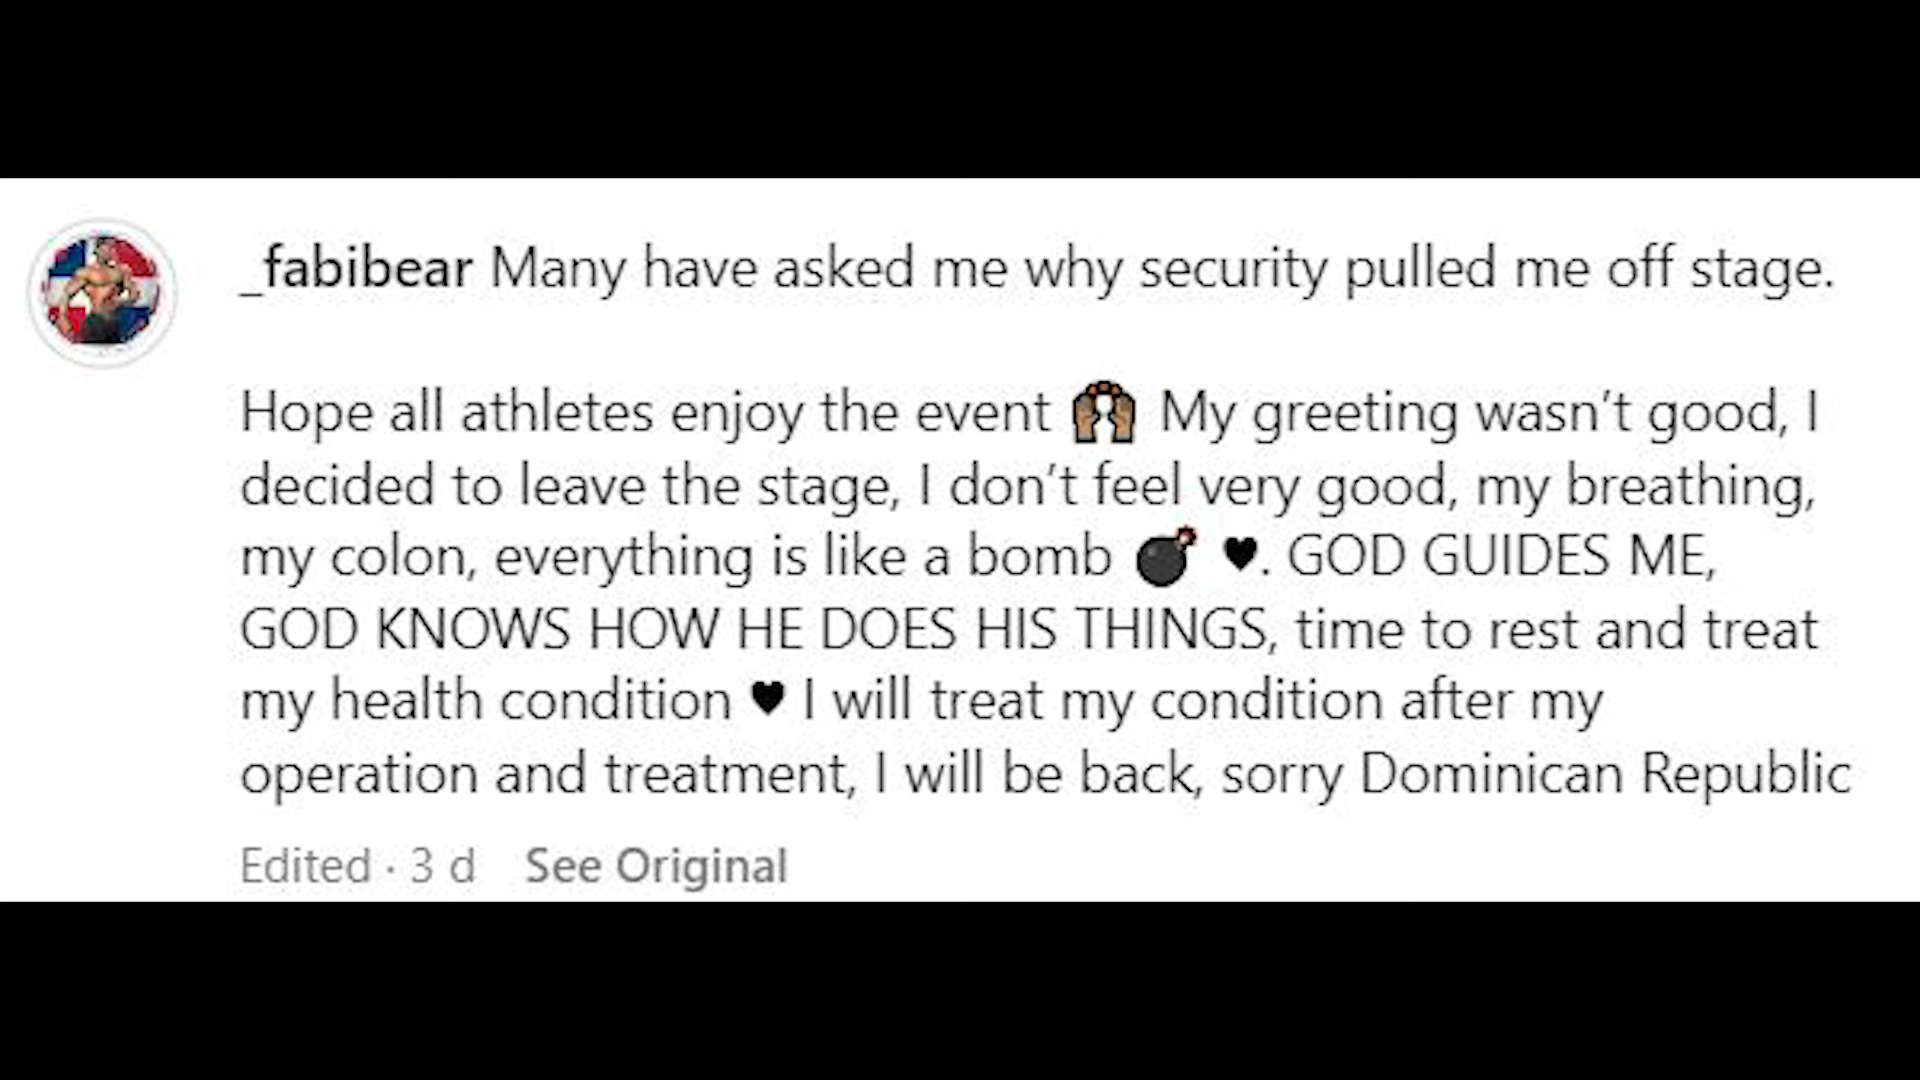 _fabibear Many have asked me why security pulled me off stage.
Hope all athletes enjoy the event 🙌🏽 My greeting wasn’t good, I
decided to leave the stage, I don’t feel very good, my breathing,
my colon, everything is like a bomb 💣 ♥. GOD GUIDES ME,
GOD KNOWS HOW HE DOES HIS THINGS, time to rest and treat
my health condition ♥ I will treat my condition after my
operation and treatment, I will be back, sorry Dominican Republic
Edited · 3 d See Original